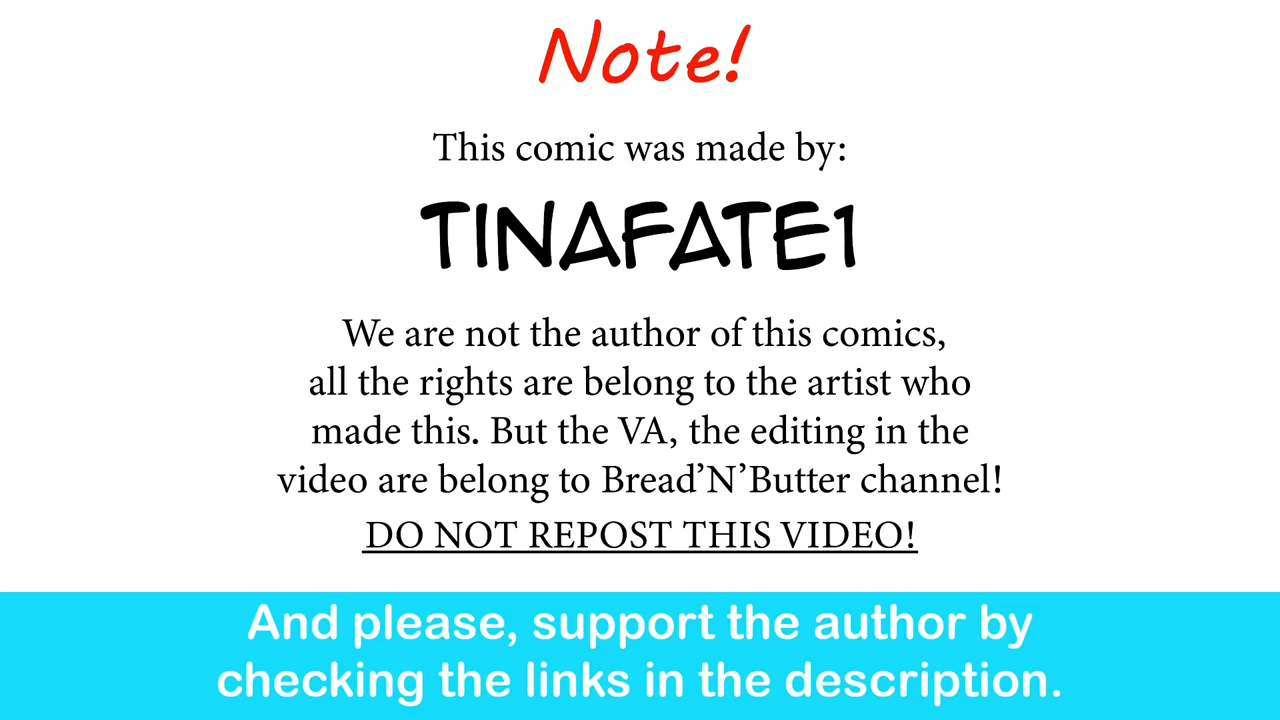 Note!
This comic was made by:
TINAFATE1
We are not the author of this comics,
all the rights are belong to the artist who
made this. But the VA, the editing in the
video are belong to Bread’N’Butter channel!
DO NOT REPOST THIS VIDEO!
And please, support the author by
checking the links in the description.